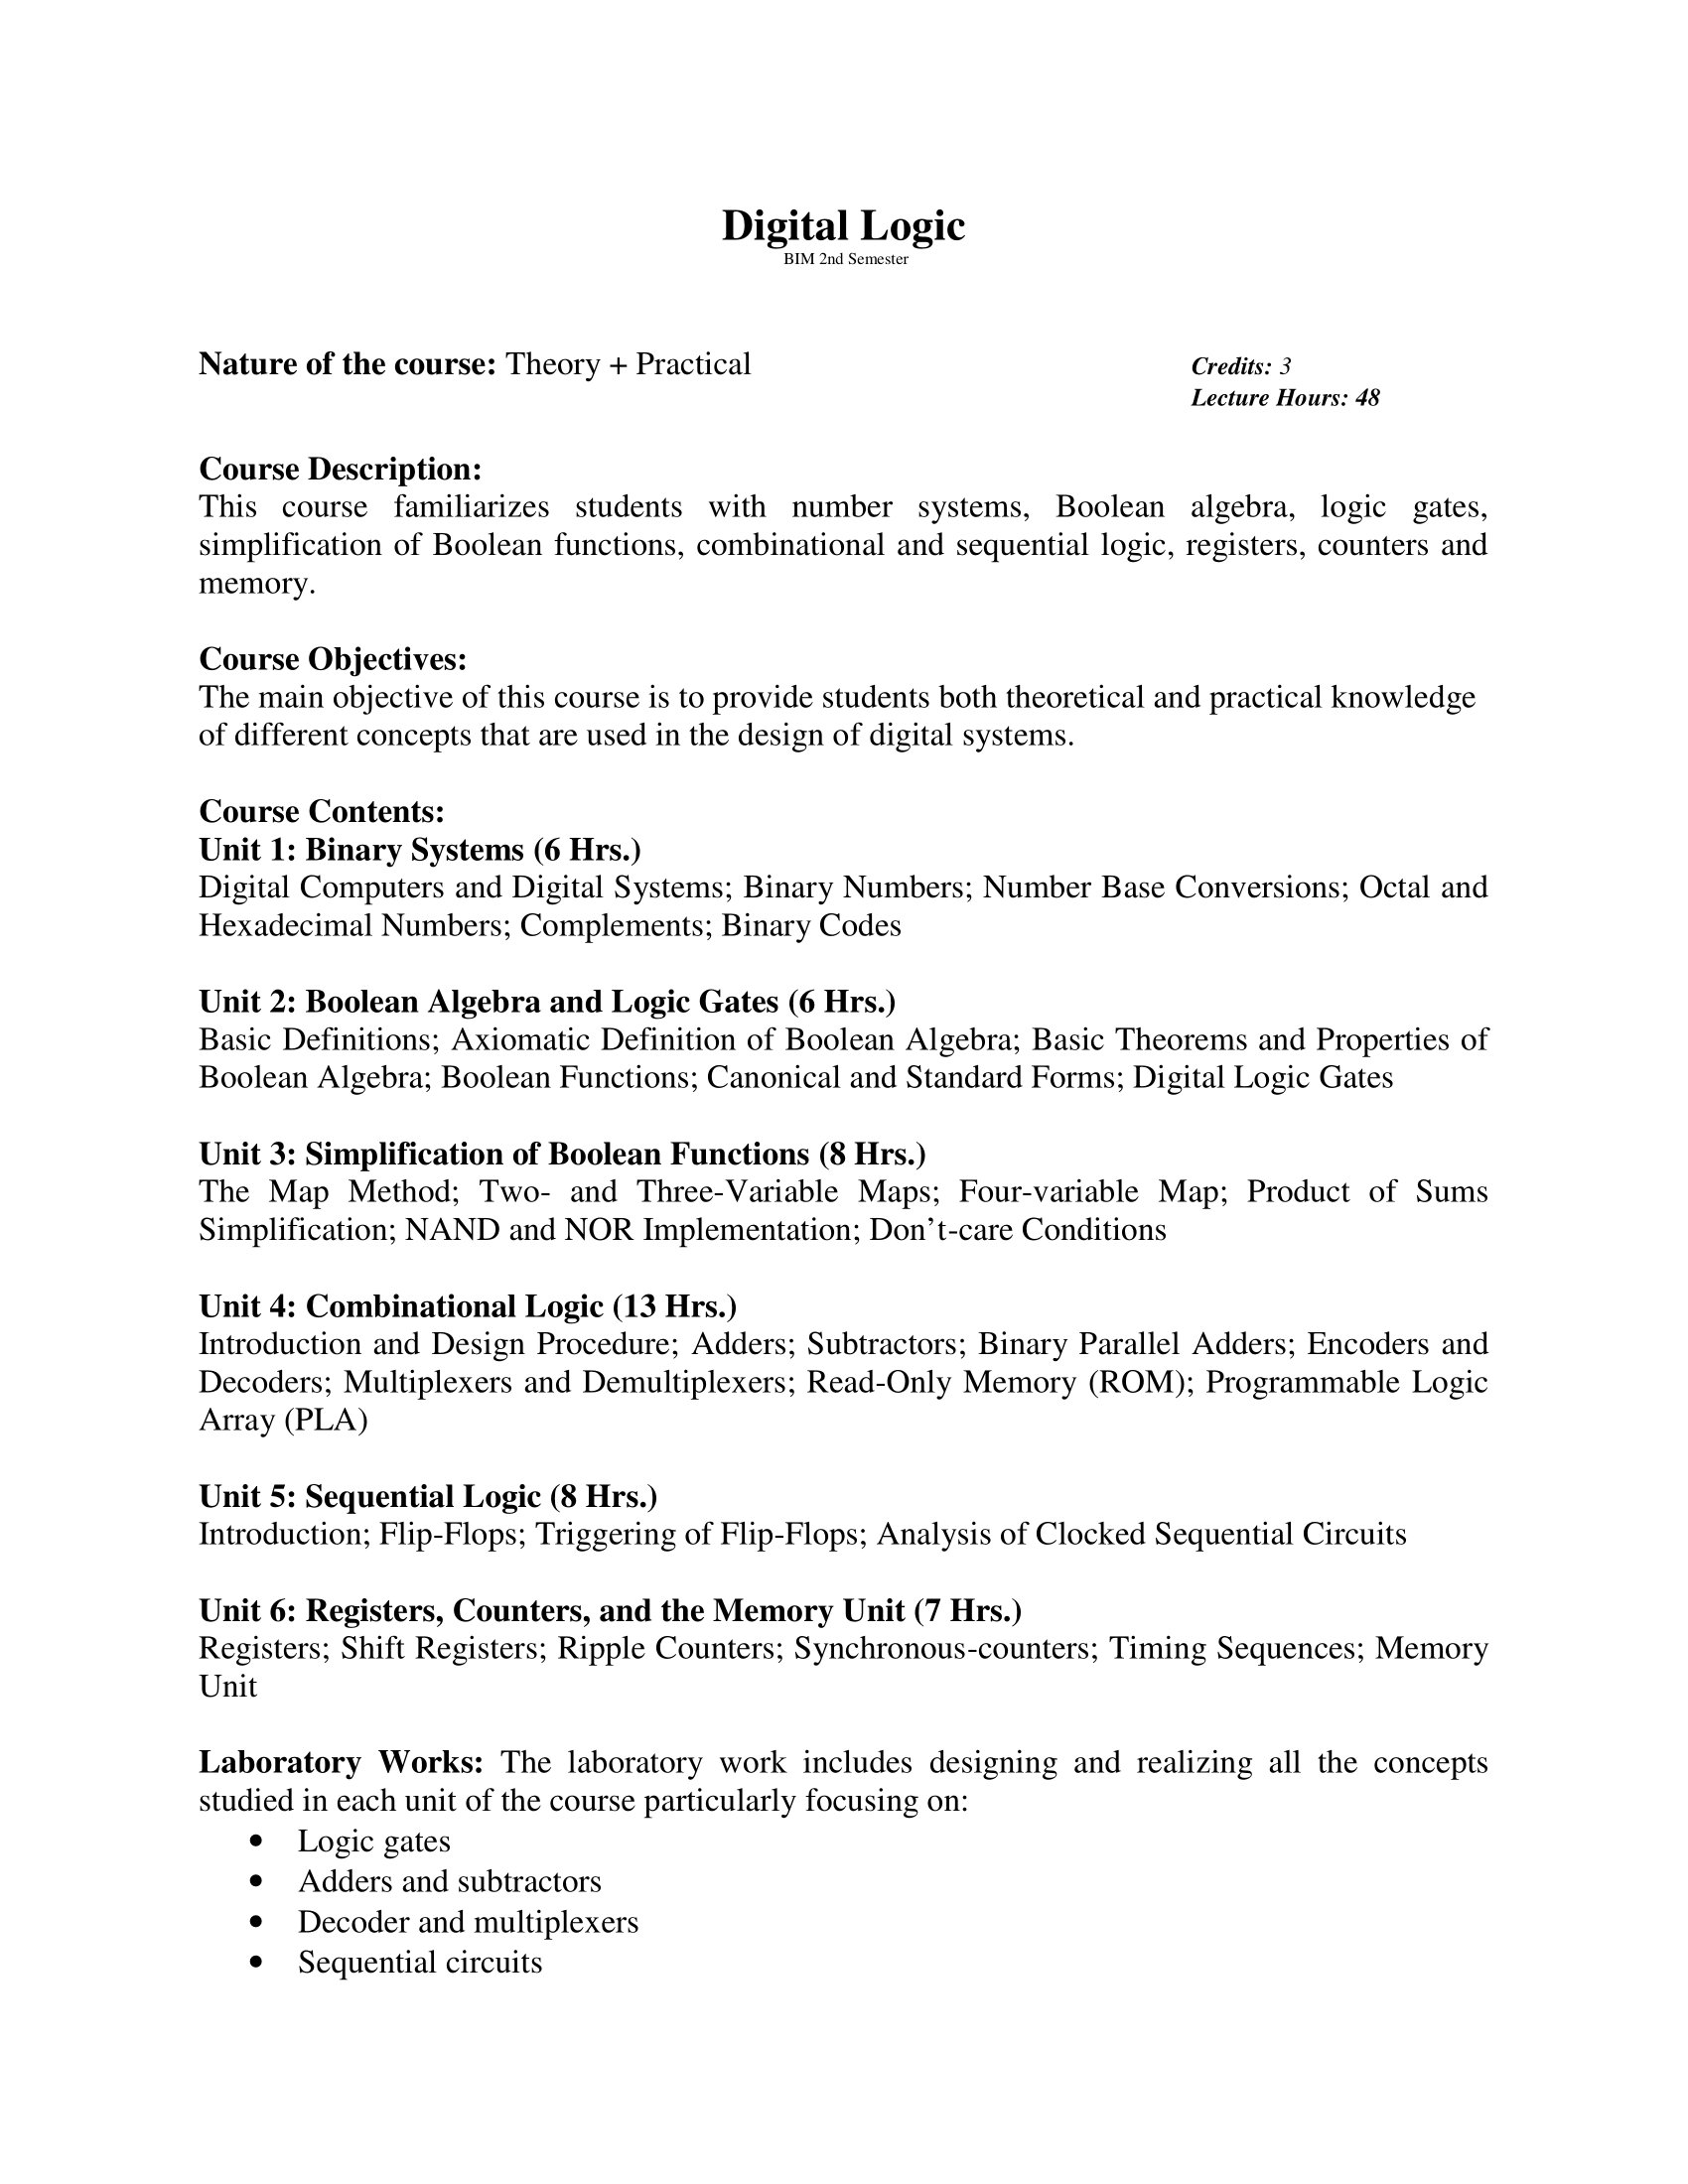 Digital Logic
BIM 2nd Semester
Nature of the course: Theory + Practical
Credits: 3
Lecture Hours: 48
Course Description:
This course familiarizes students with number systems, Boolean algebra, logic gates,
simplification of Boolean functions, combinational and sequential logic, registers, counters and
memory.
Course Objectives:
The main objective of this course is to provide students both theoretical and practical knowledge
of different concepts that are used in the design of digital systems.
Course Contents:
Unit 1: Binary Systems (6 Hrs.)
Digital Computers and Digital Systems; Binary Numbers; Number Base Conversions; Octal and
Hexadecimal Numbers; Complements; Binary Codes
Unit 2: Boolean Algebra and Logic Gates (6 Hrs.)
Basic Definitions; Axiomatic Definition of Boolean Algebra; Basic Theorems and Properties of
Boolean Algebra; Boolean Functions; Canonical and Standard Forms; Digital Logic Gates
Unit 3: Simplification of Boolean Functions (8 Hrs.)
The Map Method; Two- and Three-Variable Maps; Four-variable Map; Product of Sums
Simplification; NAND and NOR Implementation; Don’t-care Conditions
Unit 4: Combinational Logic (13 Hrs.)
Introduction and Design Procedure; Adders; Subtractors; Binary Parallel Adders; Encoders and
Decoders; Multiplexers and Demultiplexers; Read-Only Memory (ROM); Programmable Logic
Array (PLA)
Unit 5: Sequential Logic (8 Hrs.)
Introduction; Flip-Flops; Triggering of Flip-Flops; Analysis of Clocked Sequential Circuits
Unit 6: Registers, Counters, and the Memory Unit (7 Hrs.)
Registers; Shift Registers; Ripple Counters; Synchronous-counters; Timing Sequences; Memory
Unit
Laboratory Works: The laboratory work includes designing and realizing all the concepts
studied in each unit of the course particularly focusing on:
• Logic gates
• Adders and subtractors
• Decoder and multiplexers
• Sequential circuits